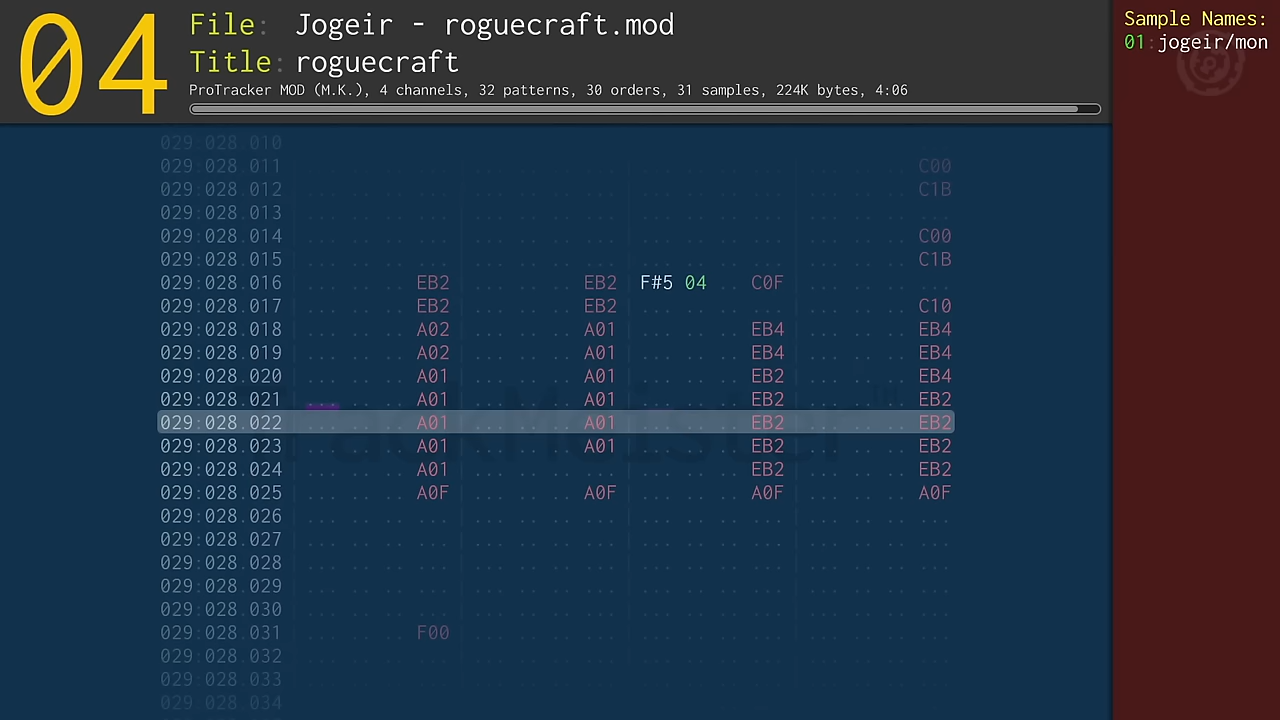 04
File: Jogeir - roguecraft.mod
Title: roguecraft
ProTracker MOD (M.K.), 4 channels, 32 patterns, 30 orders, 31 samples, 224K bytes, 4:06
Sample Names:
01 jogeir/mon
029:028.010
029:028.011 ... .. .. ... ... .. .. ... ... .. .. ... ... .. .. C00
029:028.012 ... .. .. ... ... .. .. ... ... .. .. ... ... .. .. C1B
029:028.013 ... .. .. ... ... .. .. ... ... .. .. ... ... .. .. ...
029:028.014 ... .. .. ... ... .. .. ... ... .. .. ... ... .. .. C00
029:028.015 ... .. .. ... ... .. .. ... ... .. .. ... ... .. .. C1B
029:028.016 ... .. .. EB2 ... .. .. EB2 F#5 04 .. C0F ... .. .. ...
029:028.017 ... .. .. EB2 ... .. .. EB2 ... .. .. ... ... .. .. C10
029:028.018 ... .. .. A02 ... .. .. A01 ... .. .. EB4 ... .. .. EB4
029:028.019 ... .. .. A02 ... .. .. A01 ... .. .. EB4 ... .. .. EB4
029:028.020 ... .. .. A01 ... .. .. A01 ... .. .. EB2 ... .. .. EB4
029:028.021 ... .. .. A01 ... .. .. A01 ... .. .. EB2 ... .. .. EB2
029:028.022 ... .. .. A01 ... .. .. A01 ... .. .. EB2 ... .. .. EB2
029:028.023 ... .. .. A01 ... .. .. A01 ... .. .. EB2 ... .. .. EB2
029:028.024 ... .. .. A01 ... .. .. ... ... .. .. EB2 ... .. .. EB2
029:028.025 ... .. .. A0F ... .. .. A0F ... .. .. A0F ... .. .. A0F
029:028.026 ... .. .. ... ... .. .. ... ... .. .. ... ... .. .. ...
029:028.027 ... .. .. ... ... .. .. ... ... .. .. ... ... .. .. ...
029:028.028 ... .. .. ... ... .. .. ... ... .. .. ... ... .. .. ...
029:028.029 ... .. .. ... ... .. .. ... ... .. .. ... ... .. .. ...
029:028.030 ... .. .. ... ... .. .. ... ... .. .. ... ... .. .. ...
029:028.031 ... .. .. F00 ... .. .. ... ... .. .. ... ... .. .. ...
029:028.032 ... .. .. ... ... .. .. ... ... .. .. ... ... .. .. ...
029:028.033
029:028.034
TrackMeister™